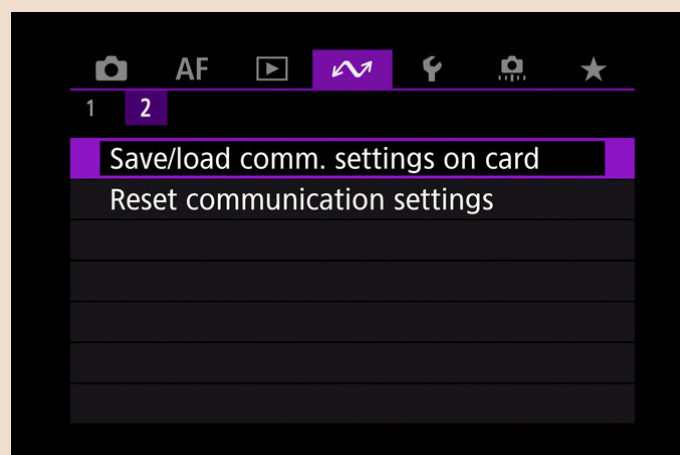 AF
1 2
Save/load comm. settings on card
Reset communication settings